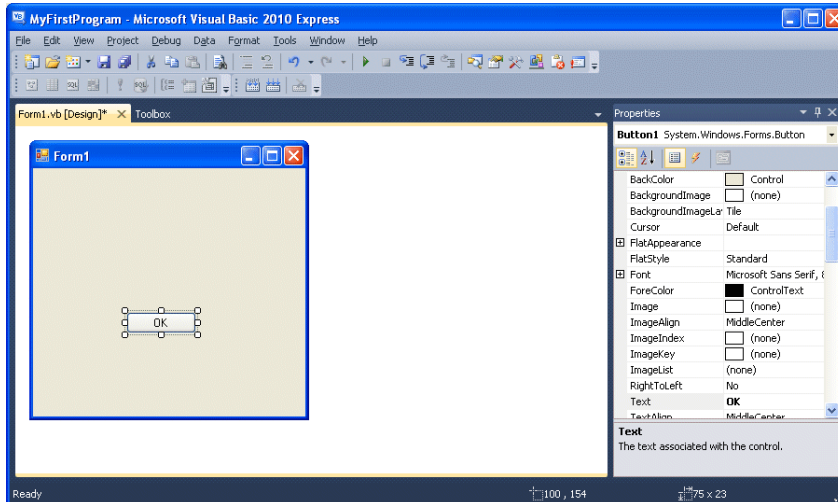 MyFirstProgram - Microsoft Visual Basic 2010 Express
File Edit View Project Debug Data Format Tools Window Help
Form1.vb [Design]* Toolbox
Form1
OK
Properties
Button1 System.Windows.Forms.Button
BackColor Control
BackgroundImage (none)
BackgroundImageLa Tile
Cursor Default
FlatAppearance
FlatStyle Standard
Font Microsoft Sans Serif, 8
ForeColor ControlText
Image (none)
ImageAlign MiddleCenter
ImageIndex (none)
ImageKey (none)
ImageList (none)
RightToLeft No
Text OK
TextAlign MiddleCenter
Text
The text associated with the control.
Ready 100 , 154 75 x 23